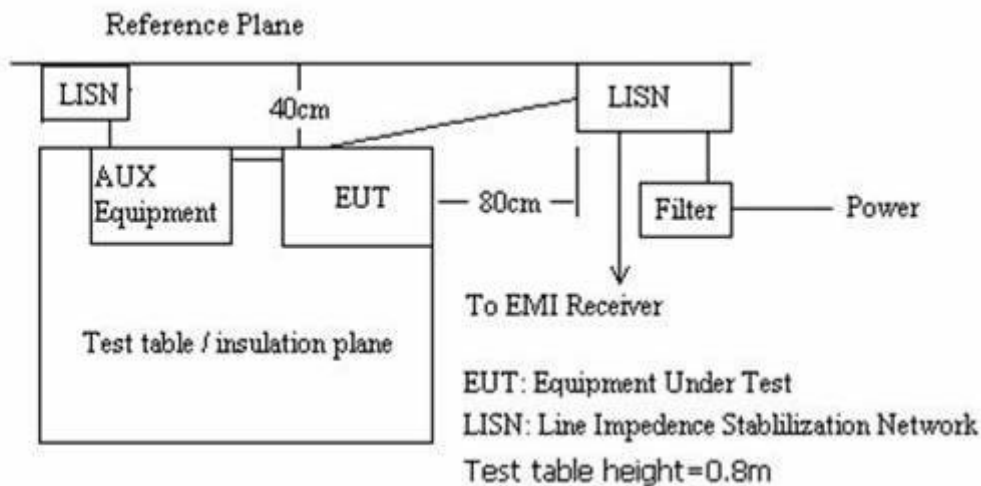 Reference Plane
LISN
40cm
LISN
AUX
Equipment
EUT
80cm
Filter
Power
To EMI Receiver
Test table / insulation plane
EUT: Equipment Under Test
LISN: Line Impedence Stablilization Network
Test table height=0.8m